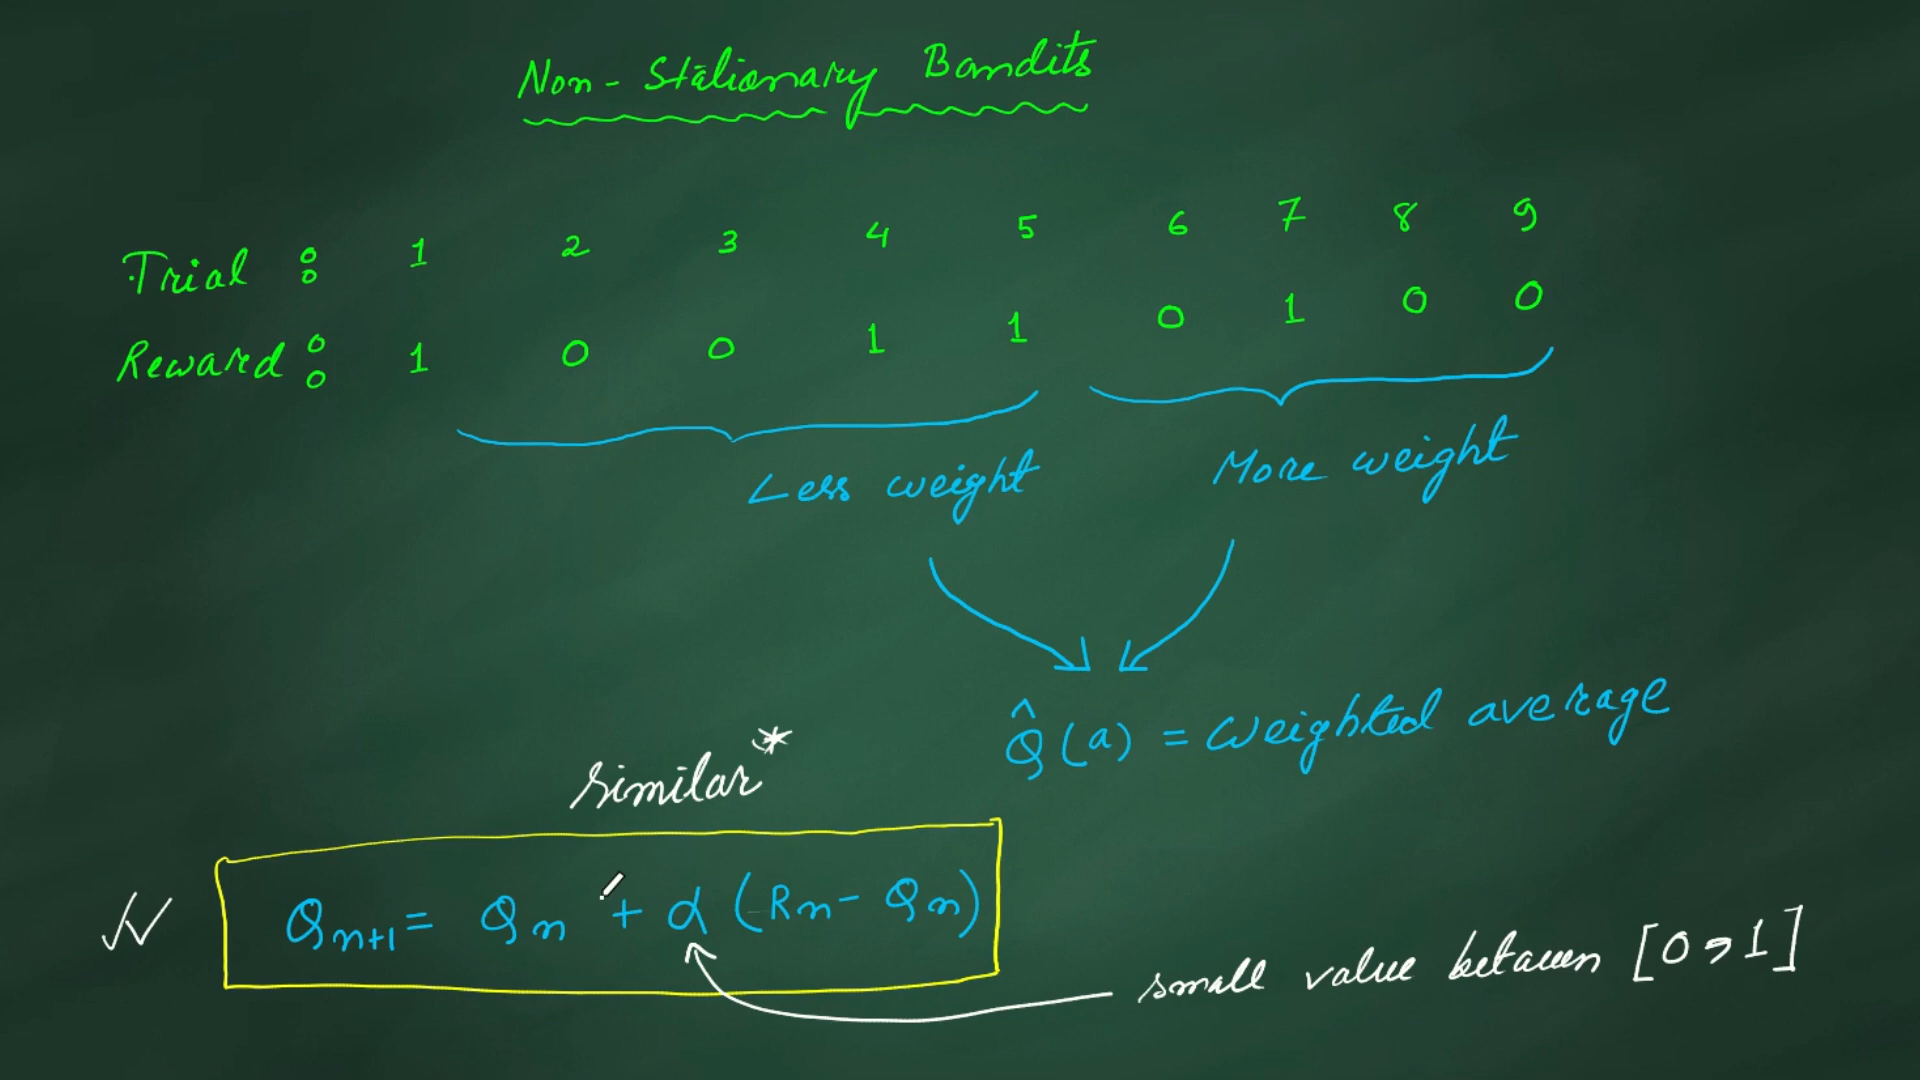 Non-Stationary Bandits
Trial : 1 2 3 4 5 6 7 8 9
Reward : 1 0 0 1 1 0 1 0 0
Less weight More weight
Q̂(a) = Weighted average
Similar*
Qn+1 = Qn + α (Rn - Qn)
small value between [0,1]